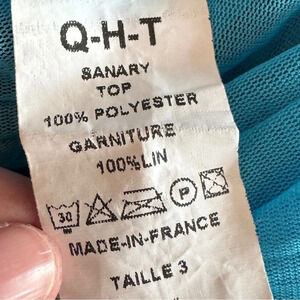 Q-H-T
SANARY
TOP
100% POLYESTER
GARNITURE
100%LIN
30 P
MADE-IN-FRANCE
TAILLE 3